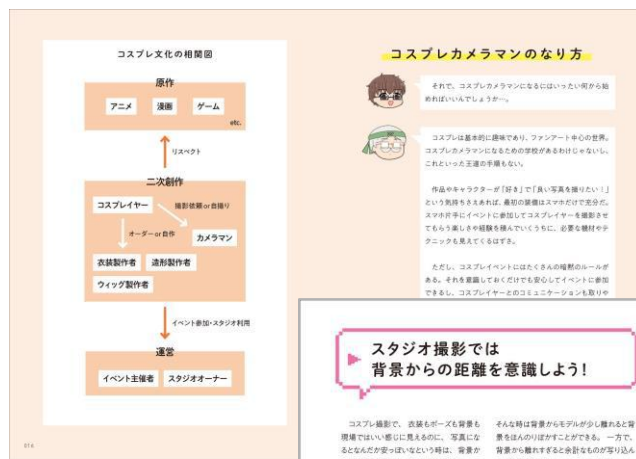 コスプレ文化の相関図
原作
アニメ
漫画
ゲーム
etc.
リスペクト
二次創作
コスプレイヤー
撮影依頼or自撮り
オーダーor自作
カメラマン
衣装製作者
造形製作者
ウィッグ製作者
イベント参加・スタジオ利用
運営
イベント主催者
スタジオオーナー
016
コスプレカメラマンのなり方
それで、コスプレカメラマンになるにはいったい何から始
めればいいんでしょうか…。
コスプレは基本的に趣味であり、ファンアート中心の世界。
コスプレカメラマンになるための学校があるわけじゃないし、
これといった王道の手順もない。
作品やキャラクターが「好き」で「良い写真を撮りたい！」
という気持ちさえあれば、最初の装備はスマホだけで充分だ。
スマホ片手にイベントに参加してコスプレイヤーを撮影させ
てもらう楽しさや経験を積んでいくうちに、必要な機材やテ
クニックも見えてくるはずさ。
ただし、コスプレイベントにはたくさんの暗黙のルールが
ある。それを意識しておくだけでも安心してイベントに参加
できるし、コスプレイヤーとのコミュニケーションも取りや
スタジオ撮影では
背景からの距離を意識しよう！
コスプレ撮影で、衣装もポーズも背景も
現場ではいい感じに見えるのに、写真にな
るとなんだか安っぽいなという時は、背景か
そんな時は背景からモデルが少し離れると背
景をほんのりぼかすことができる。一方で、
背景から離れすぎると余計なものが写り込ん